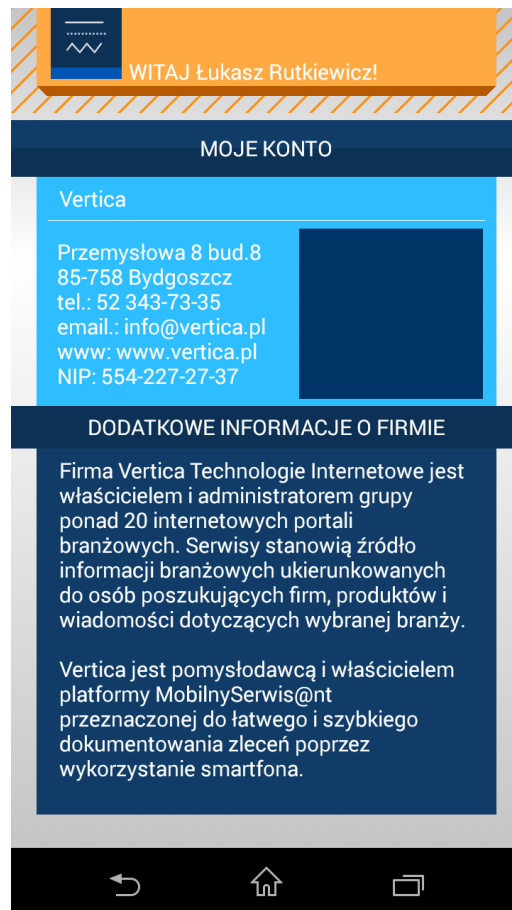 WITAJ Łukasz Rutkiewicz!
MOJE KONTO
Vertica
Przemysłowa 8 bud.8
85-758 Bydgoszcz
tel.: 52 343-73-35
email.: info@vertica.pl
www: www.vertica.pl
NIP: 554-227-27-37
DODATKOWE INFORMACJE O FIRMIE
Firma Vertica Technologie Internetowe jest
właścicielem i administratorem grupy
ponad 20 internetowych portali
branżowych. Serwisy stanowią źródło
informacji branżowych ukierunkowanych
do osób poszukujących firm, produktów i
wiadomości dotyczących wybranej branży.
Vertica jest pomysłodawcą i właścicielem
platformy MobilnySerwis@nt
przeznaczonej do łatwego i szybkiego
dokumentowania zleceń poprzez
wykorzystanie smartfona.